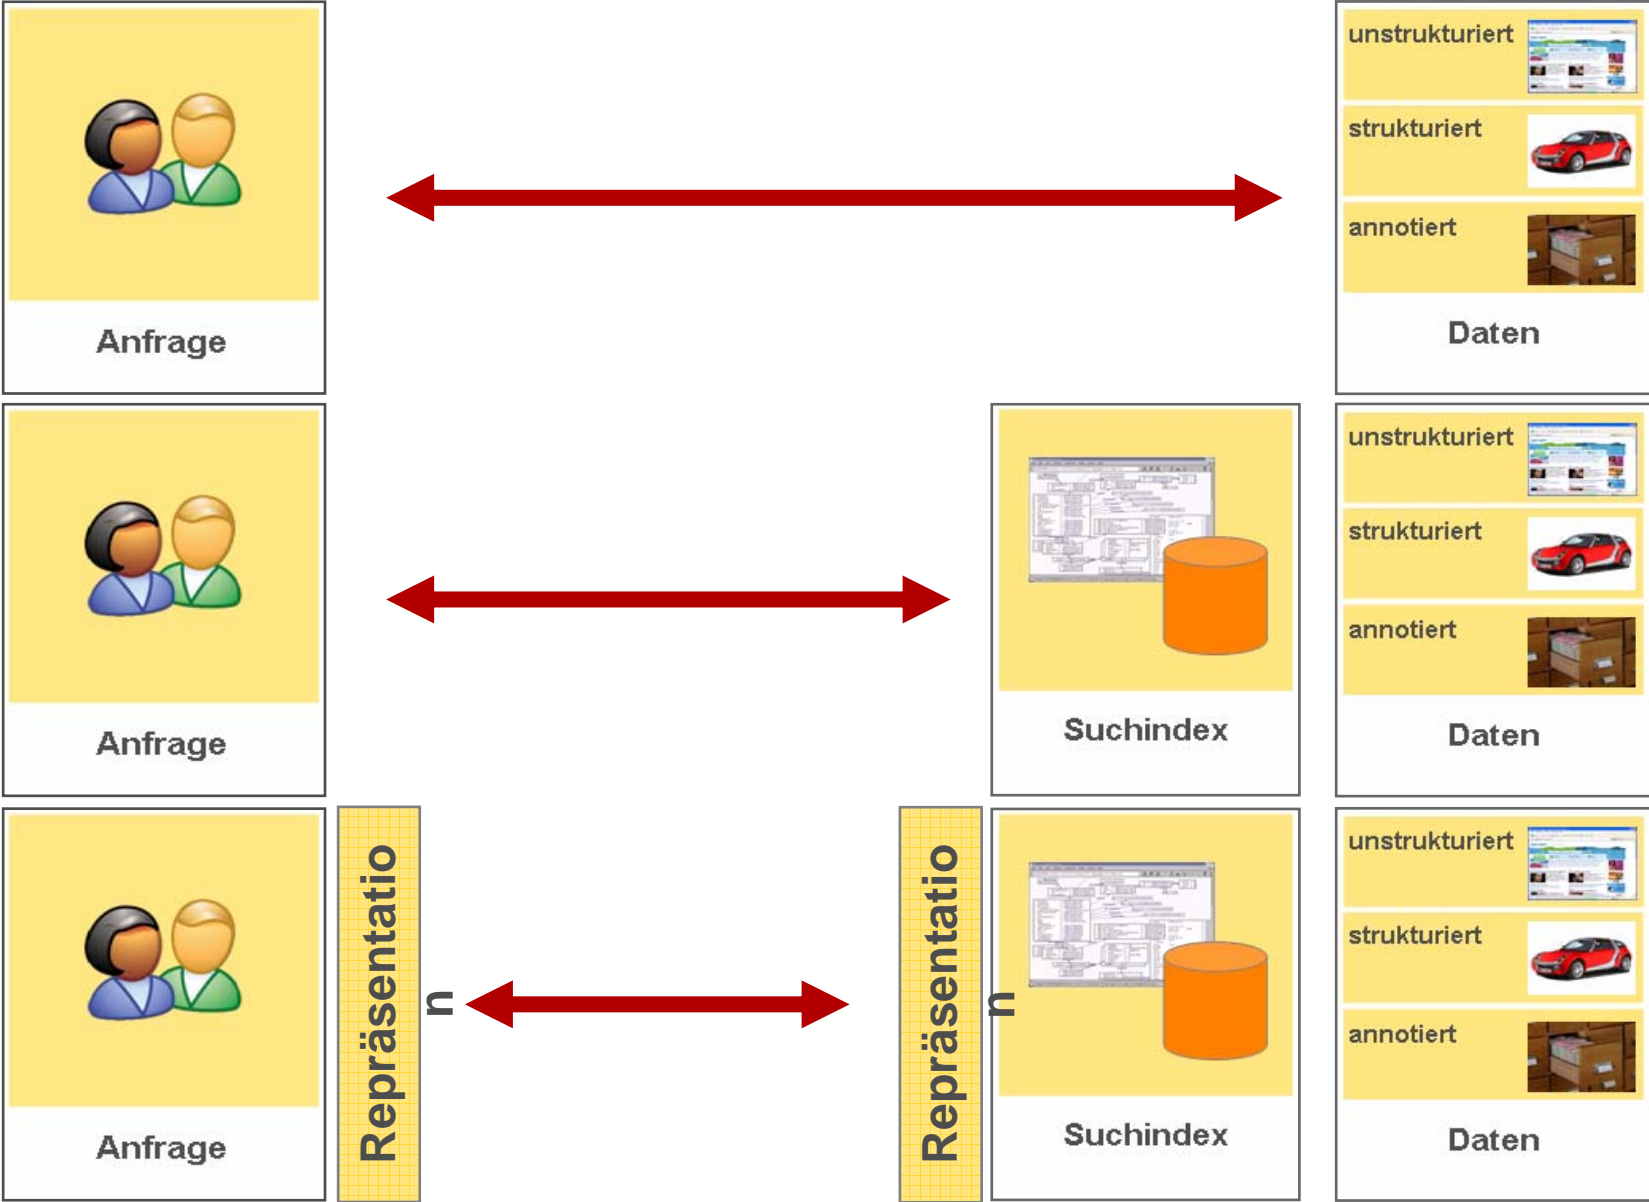 unstrukturiert
strukturiert
annotiert
Anfrage
Daten
unstrukturiert
strukturiert
annotiert
Anfrage
Suchindex
Daten
Repräsentatio
n
Repräsentatio
n
unstrukturiert
strukturiert
annotiert
Anfrage
Suchindex
Daten